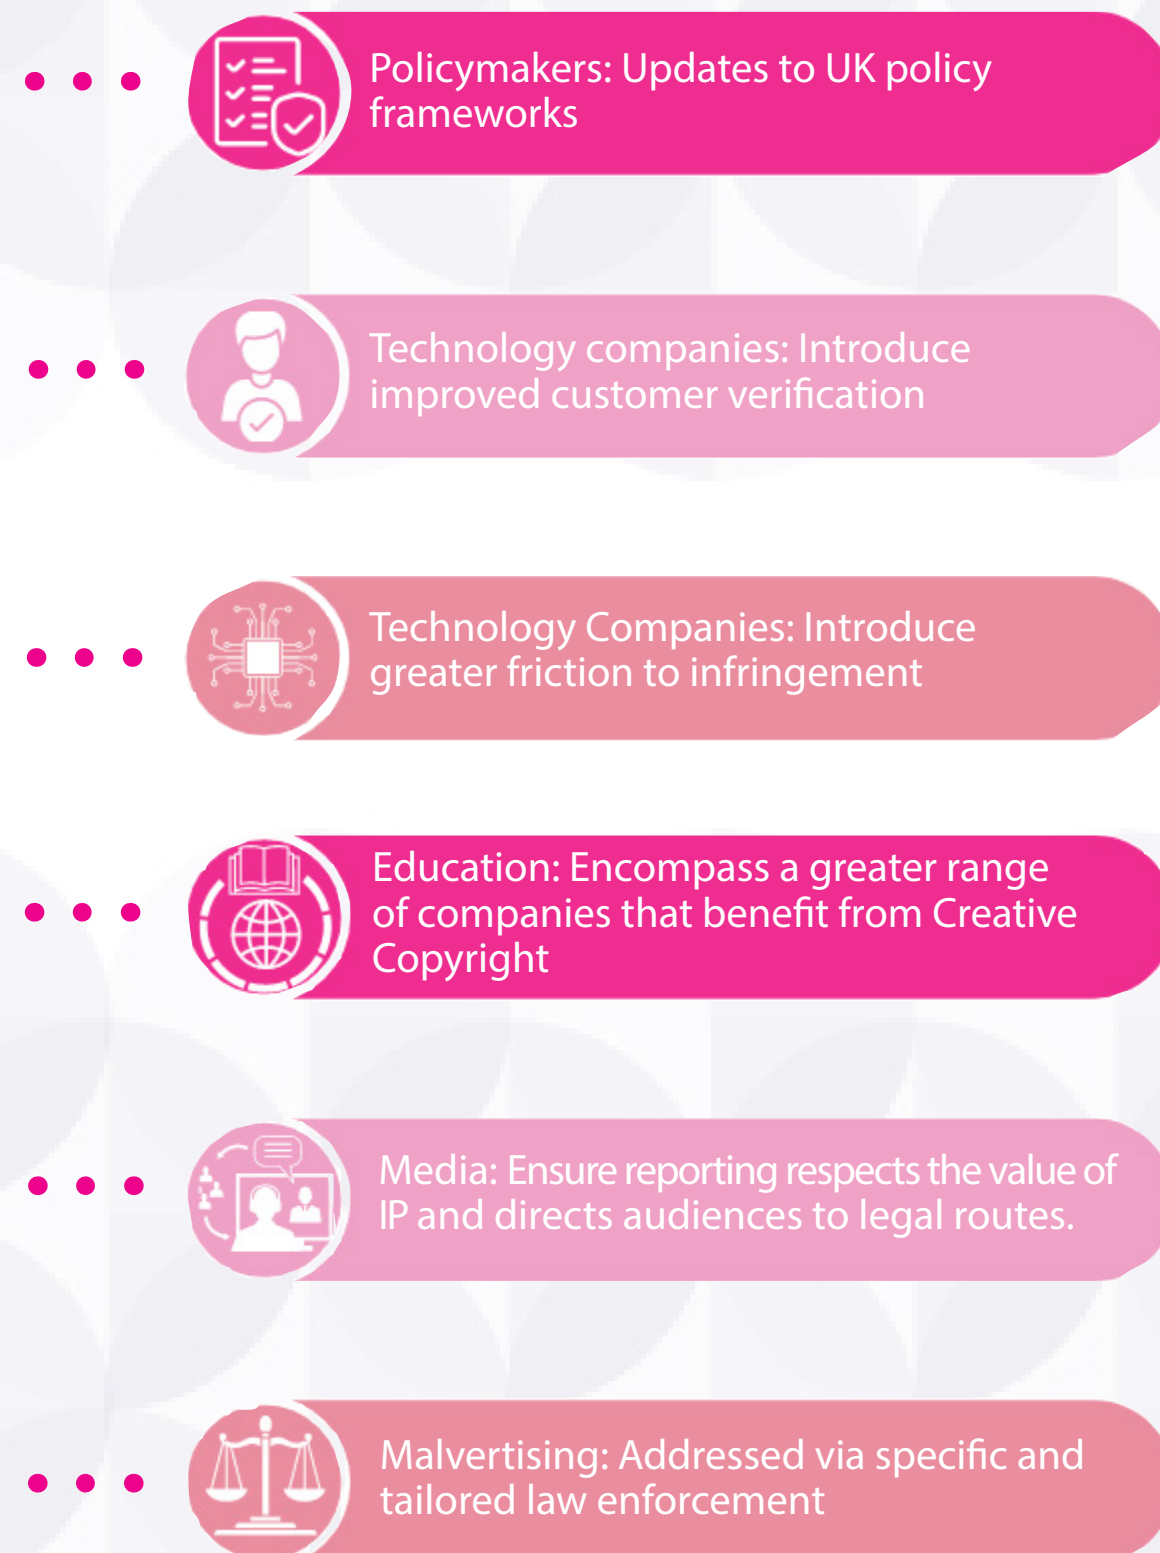 Policymakers: Updates to UK policy
frameworks
Technology companies: Introduce
improved customer verification
Technology Companies: Introduce
greater friction to infringement
Education: Encompass a greater range
of companies that benefit from Creative
Copyright
Media: Ensure reporting respects the value of
IP and directs audiences to legal routes.
Malvertising: Addressed via specific and
tailored law enforcement